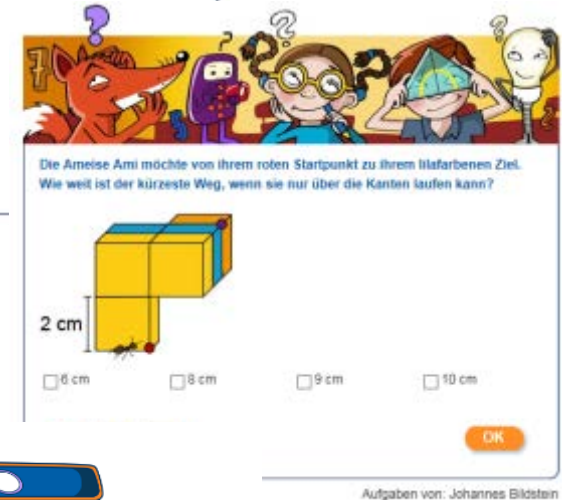 ?
?
?
?
?
7
Die Ameise Ami möchte von ihrem roten Startpunkt zu ihrem lilafarbenen Ziel.
Wie weit ist der kürzeste Weg, wenn sie nur über die Kanten laufen kann?
2 cm
6 cm
8 cm
9 cm
10 cm
OK
Aufgaben von: Johannes Bildstein